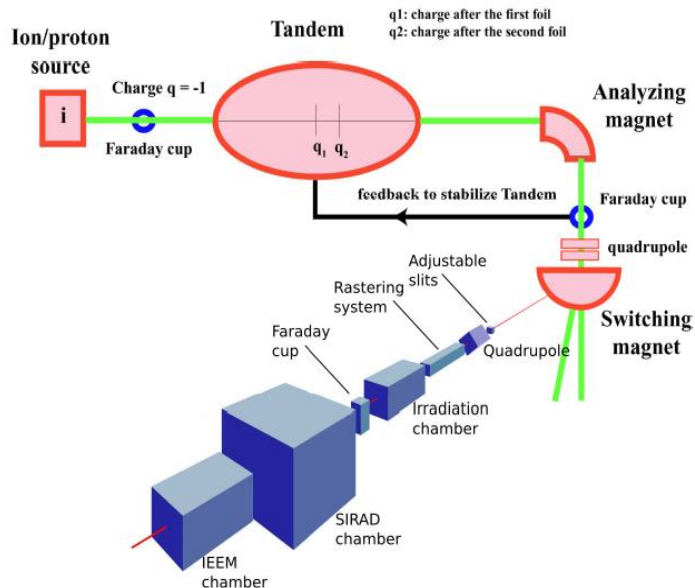 q1: charge after the first foil
q2: charge after the second foil
Tandem
Ion/proton
source
Charge q = -1
i
Faraday cup
q1 q2
Analyzing
magnet
feedback to stabilize Tandem
Faraday cup
quadrupole
Switching
magnet
Adjustable
slits
Rastering
system
Faraday
cup
Quadrupole
Irradiation
chamber
SIRAD
chamber
IEEM
chamber